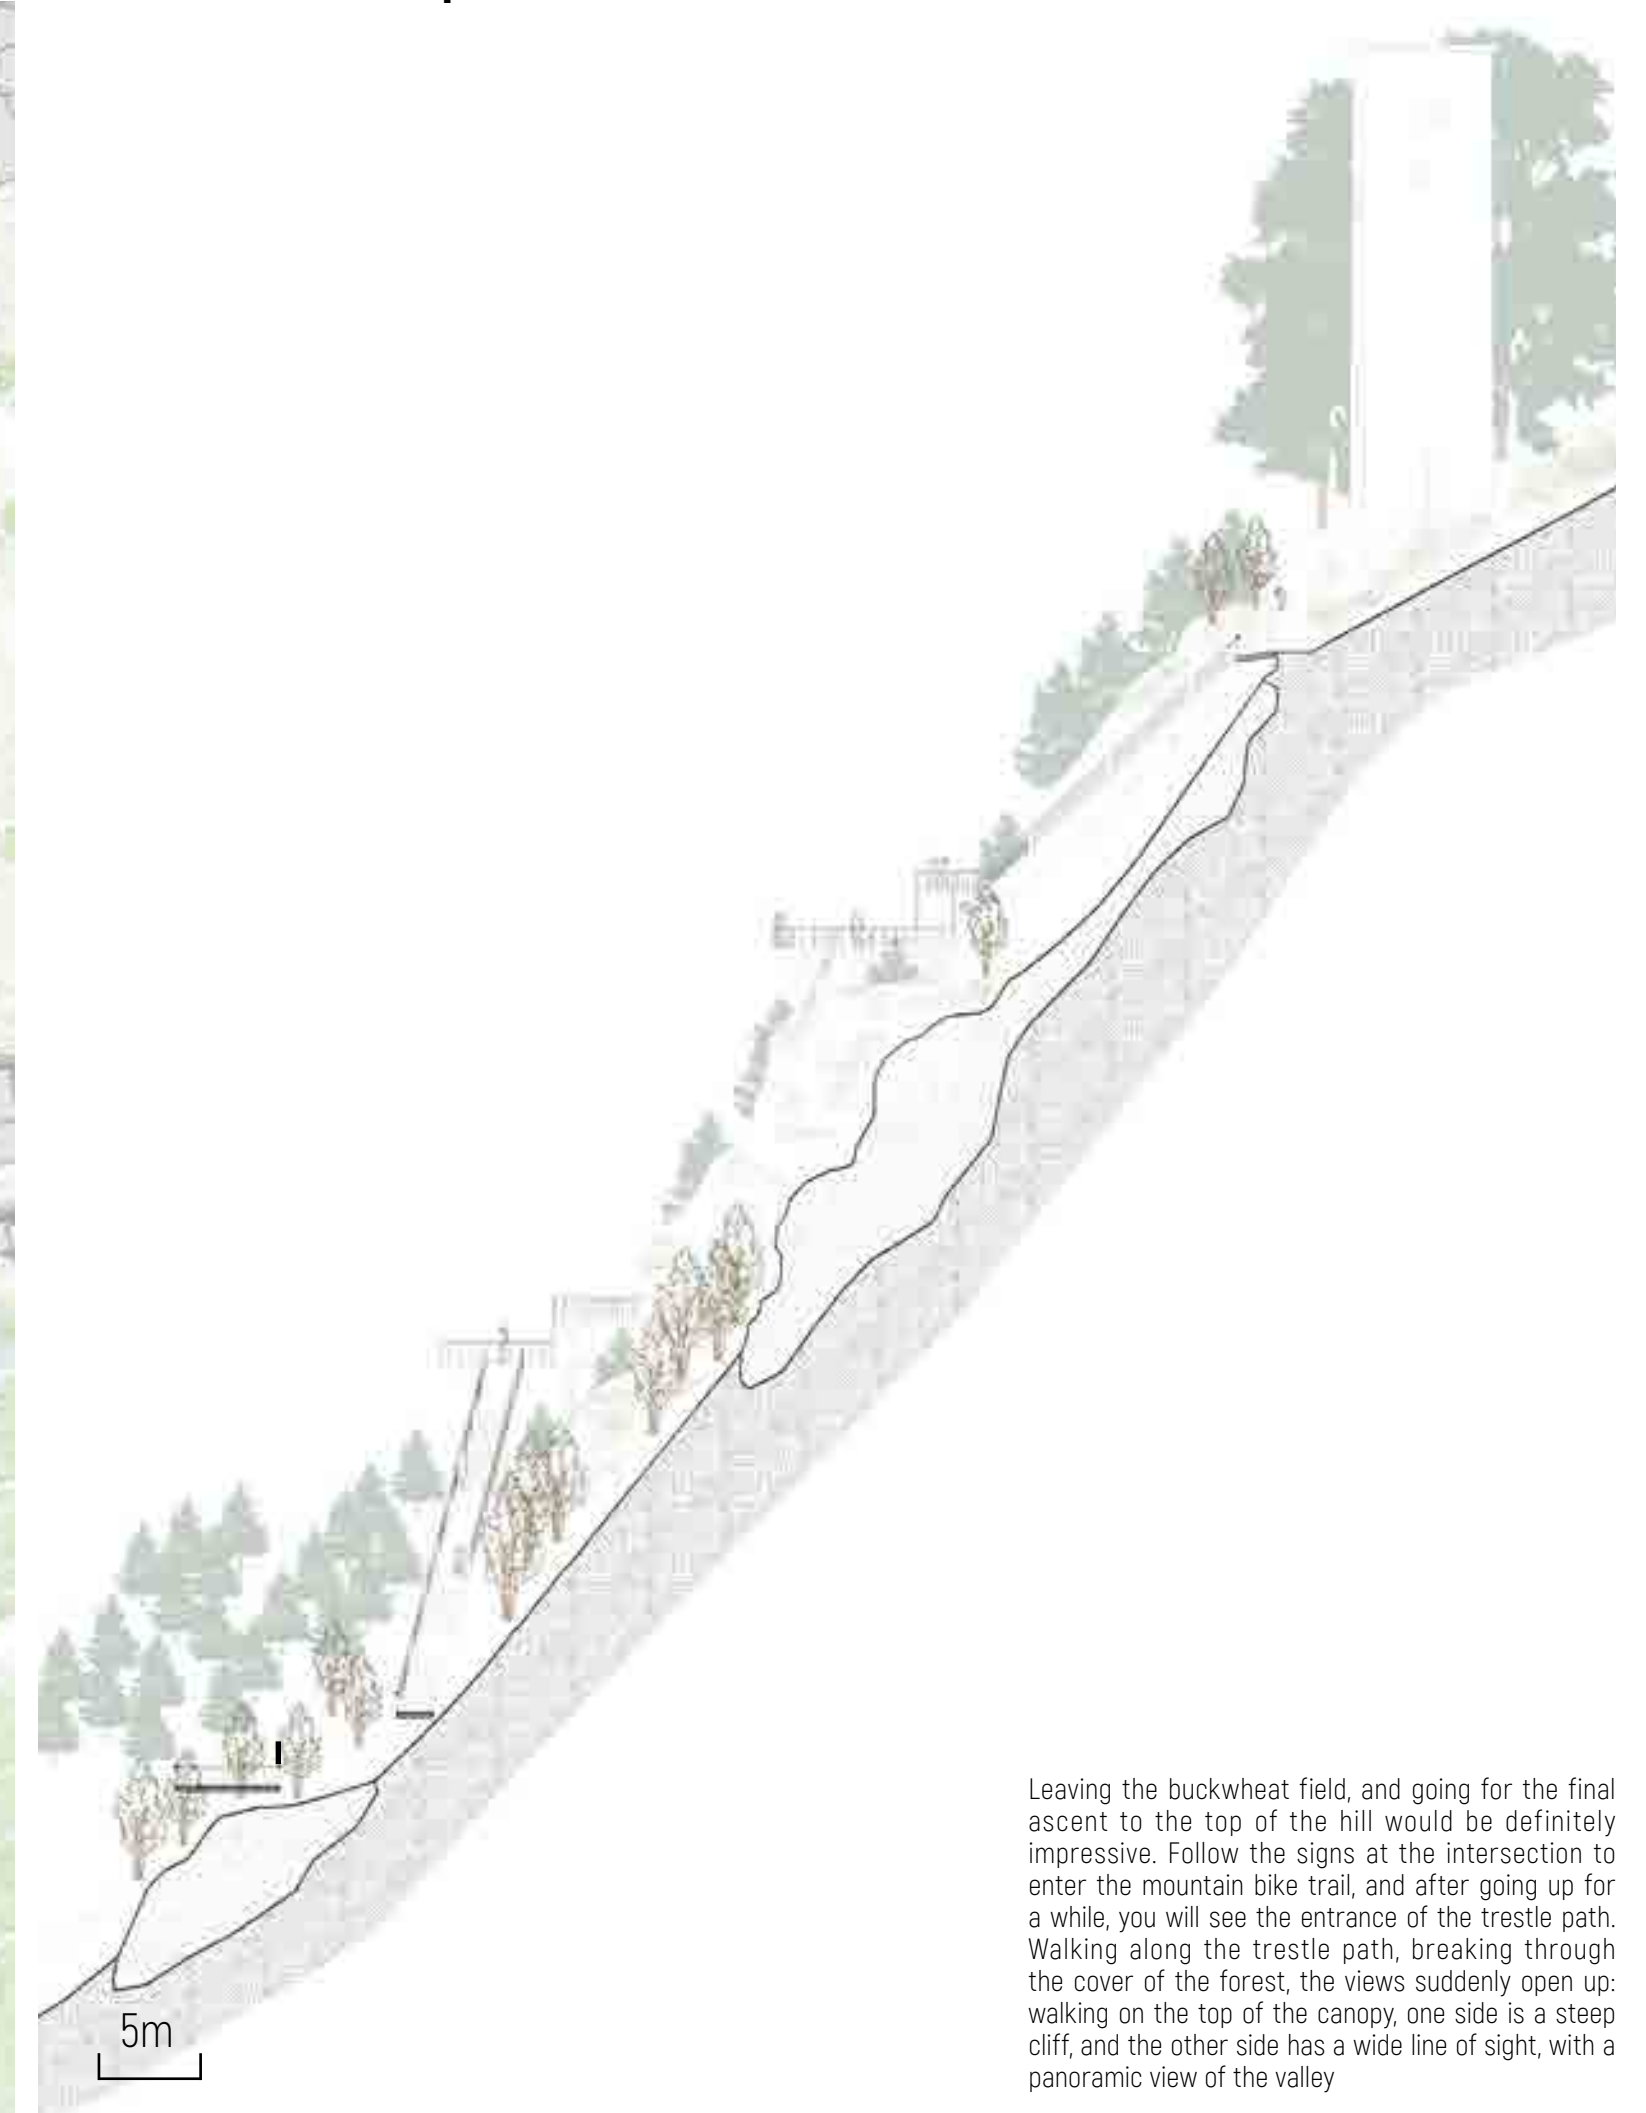 5m
Leaving the buckwheat field, and going for the final
ascent to the top of the hill would be definitely
impressive. Follow the signs at the intersection to
enter the mountain bike trail, and after going up for
a while, you will see the entrance of the trestle path.
Walking along the trestle path, breaking through
the cover of the forest, the views suddenly open up:
walking on the top of the canopy, one side is a steep
cliff, and the other side has a wide line of sight, with a
panoramic view of the valley